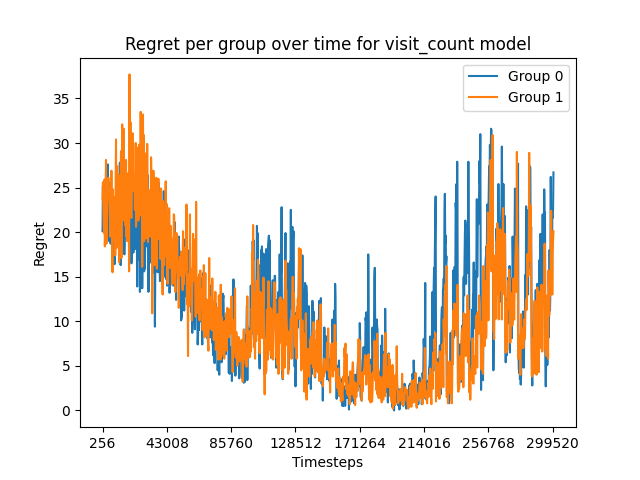 Regret per group over time for visit_count model
Group 0
Group 1
35
30
25
20
15
10
5
0
Regret
256 43008 85760 128512 171264 214016 256768 299520
Timesteps